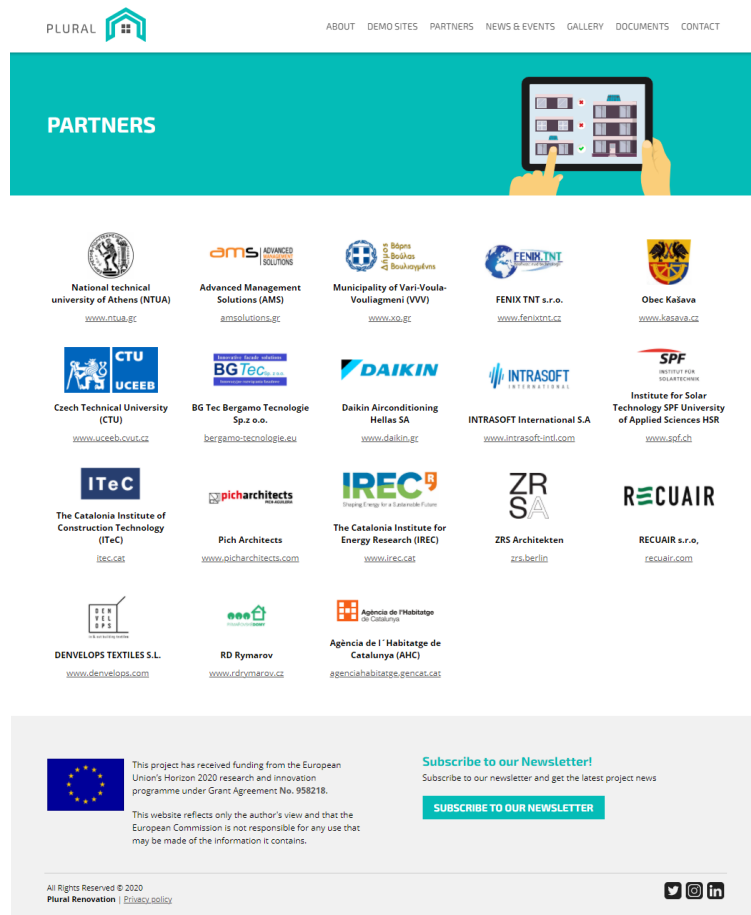 PLURAL
ABOUT DEMO SITES PARTNERS NEWS & EVENTS GALLERY DOCUMENTS CONTACT
PARTNERS
National technical
university of Athens (NTUA)
www.ntua.gr
ams ADVANCED
MANAGEMENT
SOLUTIONS
Advanced Management
Solutions (AMS)
amsolutions.gr
Δήμος
Βάρης
Βούλας
Βουλιαγμένης
Municipality of Vari-Voula-
Vouliagmeni (VVV)
www.xo.gr
FENIX.TNT
FENIX TNT s.r.o.
www.fenixtnt.cz
Obec Kašava
www.kasava.cz
CTU
UCEEB
Czech Technical University
(CTU)
www.uceeb.cvut.cz
Innovative facade solutions
BGTec Sp. z o.o.
BG Tec Bergamo Tecnologie
Sp.z o.o.
bergamo-tecnologie.eu
DAIKIN
Daikin Airconditioning
Hellas SA
www.daikin.gr
INTRASOFT
INTERNATIONAL
INTRASOFT International S.A
www.intrasoft-intl.com
SPF
INSTITUT FÜR
SOLARTECHNIK
Institute for Solar
Technology SPF University
of Applied Sciences HSR
www.spf.ch
ITeC
The Catalonia Institute of
Construction Technology
(ITeC)
itec.cat
picharchitects
PICH-AGUILERA
Pich Architects
www.picharchitects.com
IREC
Shaping Energy for a Sustainable Future
The Catalonia Institute for
Energy Research (IREC)
www.irec.cat
ZR
SA
ZRS Architekten
zrs.berlin
RECUAIR
RECUAIR s.r.o,
recuair.com
DEN
VEL
OPS
DENVELOPS TEXTILES S.L.
www.denvelops.com
RD Rymarov
www.rdrymarov.cz
Agència de l'Habitatge
de Catalunya
Agència de l´Habitatge de
Catalunya (AHC)
agenciahabitatge.gencat.cat
This project has received funding from the European
Union's Horizon 2020 research and innovation
programme under Grant Agreement No. 958218.
This website reflects only the author's view and that the
European Commission is not responsible for any use that
may be made of the information it contains.
Subscribe to our Newsletter!
Subscribe to our newsletter and get the latest project news
SUBSCRIBE TO OUR NEWSLETTER
All Rights Reserved © 2020
Plural Renovation | Privacy policy